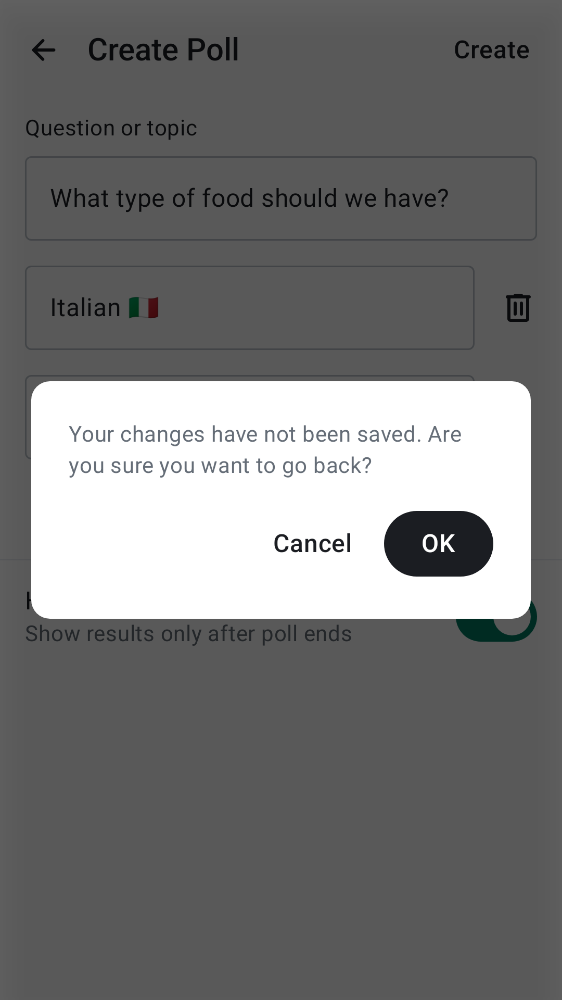 Create Poll
Create
Question or topic
What type of food should we have?
Italian 🇮🇹
Your changes have not been saved. Are
you sure you want to go back?
Cancel
OK
Show results only after poll ends